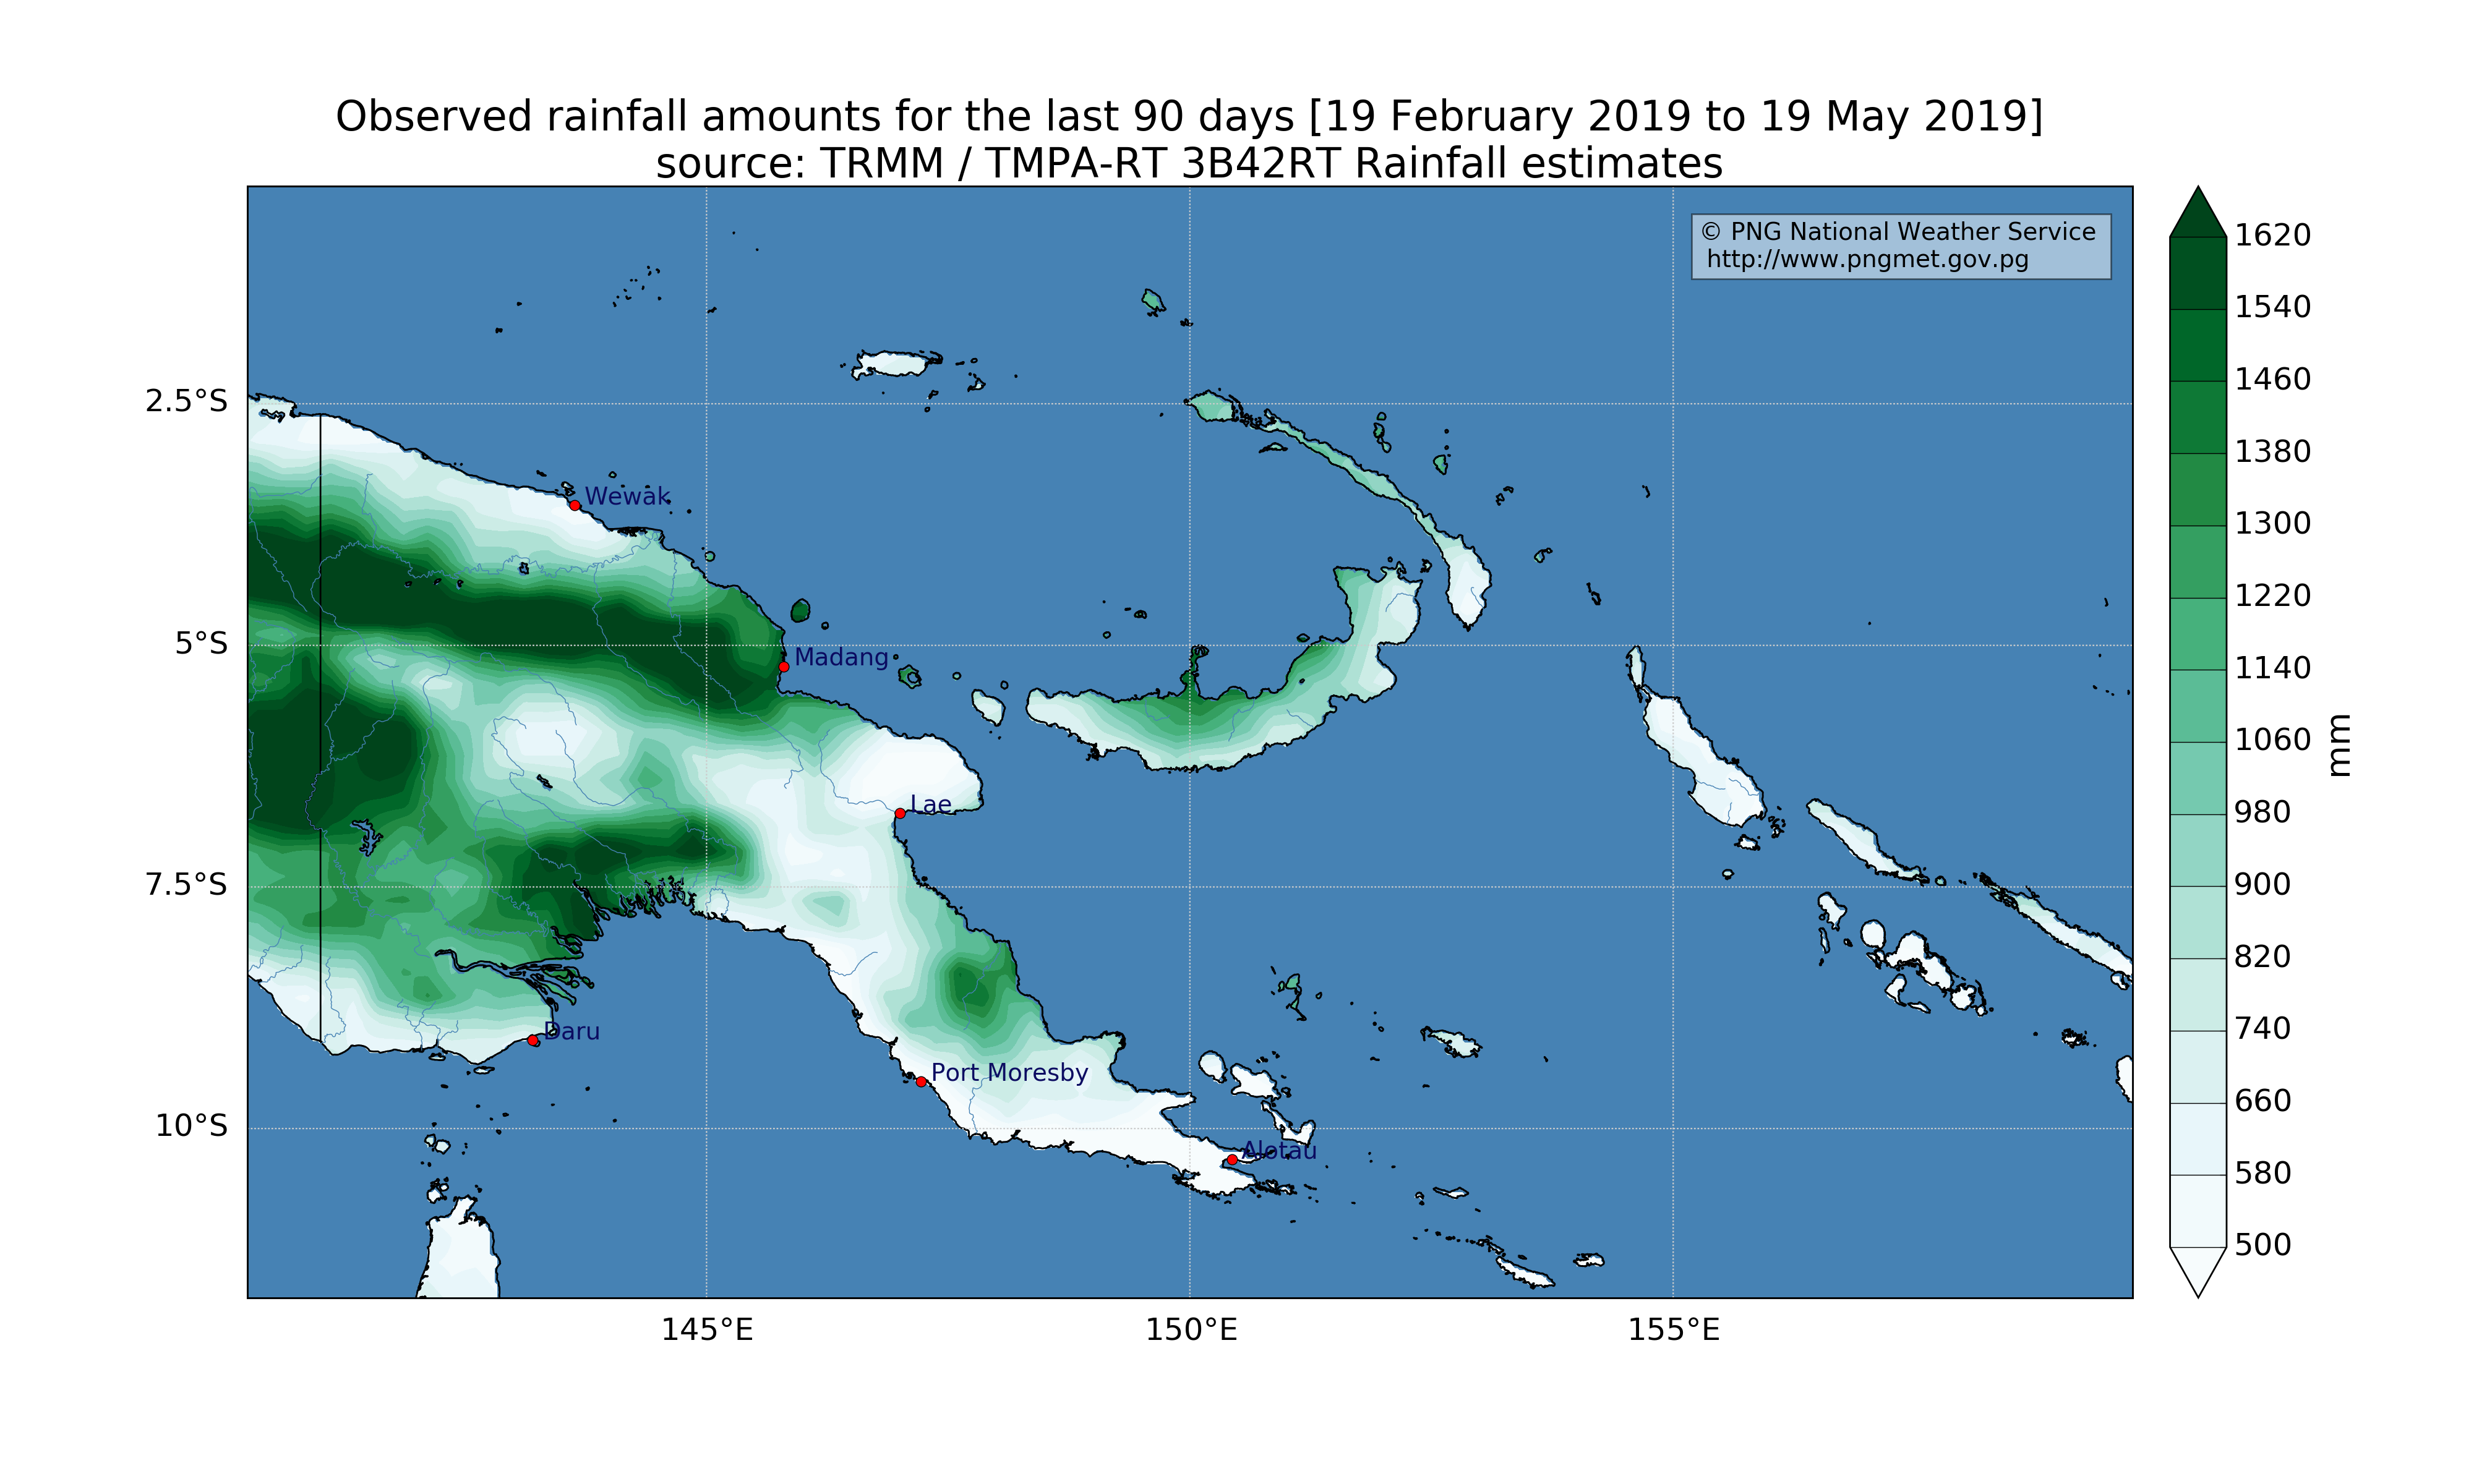 Observed rainfall amounts for the last 90 days [19 February 2019 to 19 May 2019]
source: TRMM / TMPA-RT 3B42RT Rainfall estimates
© PNG National Weather Service
http://www.pngmet.gov.pg
2.5°S
5°S
7.5°S
10°S
145°E
150°E
155°E
Wewak
Madang
Lae
Daru
Port Moresby
Alotau
1620
1540
1460
1380
1300
1220
1140
1060
980
900
820
740
660
580
500
mm